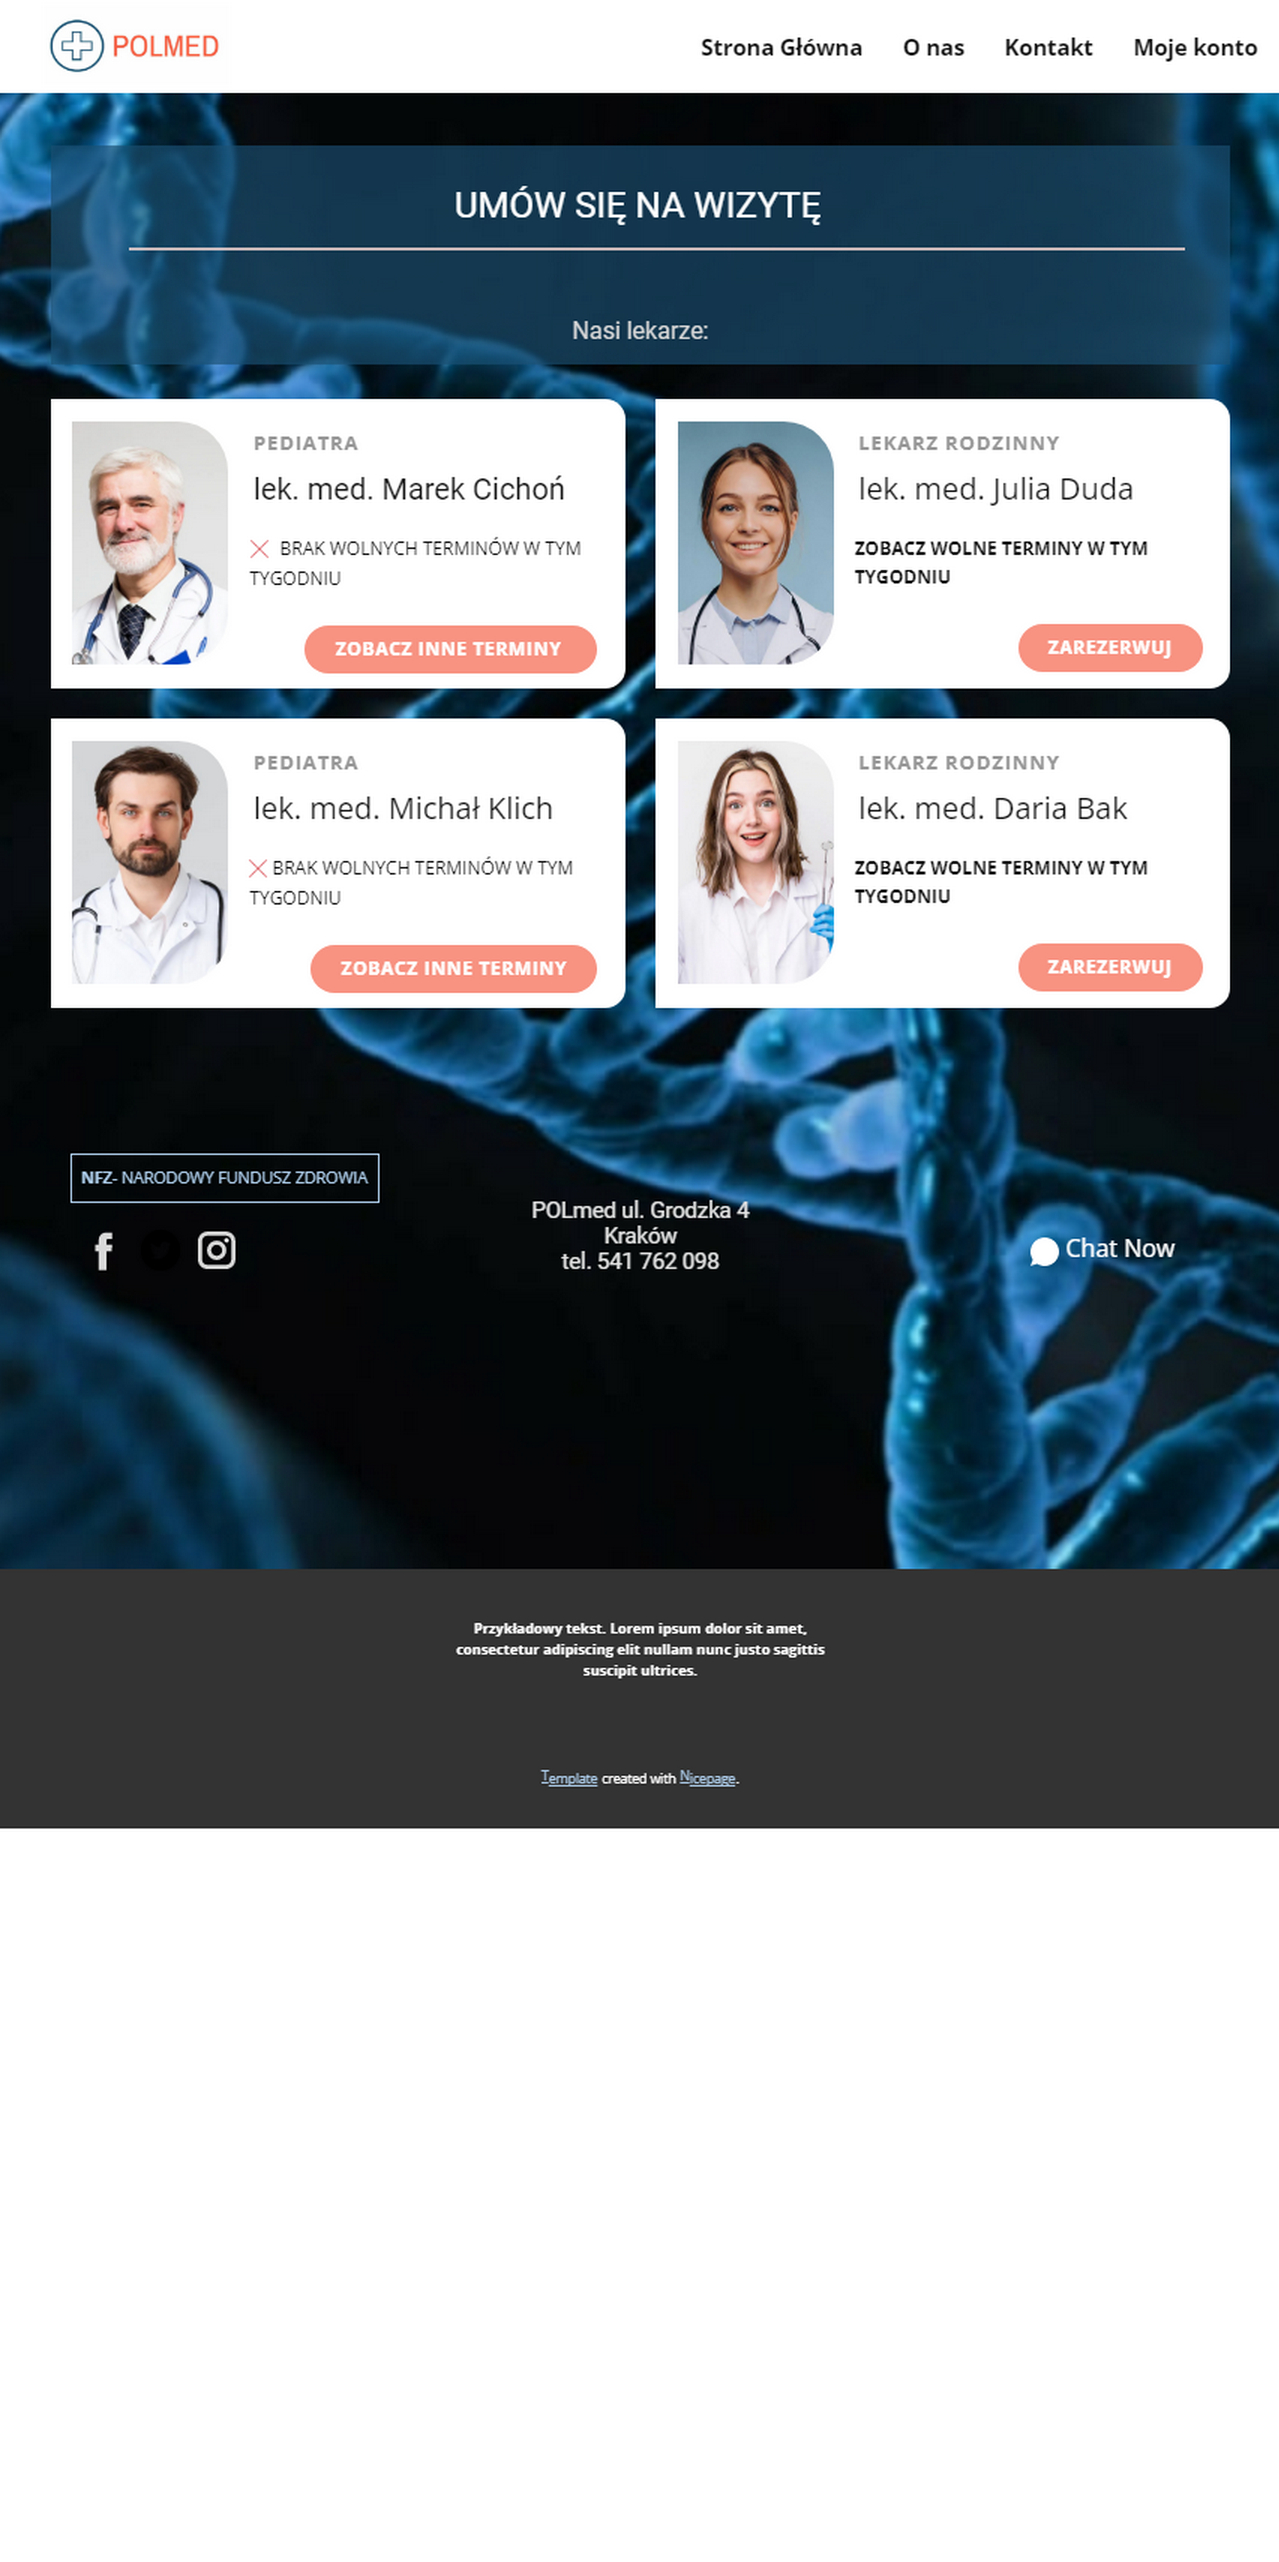 POLMED
Strona Główna O nas Kontakt Moje konto
UMÓW SIĘ NA WIZYTĘ
Nasi lekarze:
PEDIATRA
lek. med. Marek Cichoń
BRAK WOLNYCH TERMINÓW W TYM
TYGODNIU
ZOBACZ INNE TERMINY
LEKARZ RODZINNY
lek. med. Julia Duda
ZOBACZ WOLNE TERMINY W TYM
TYGODNIU
ZAREZERWUJ
PEDIATRA
lek. med. Michał Klich
BRAK WOLNYCH TERMINÓW W TYM
TYGODNIU
ZOBACZ INNE TERMINY
LEKARZ RODZINNY
lek. med. Daria Bak
ZOBACZ WOLNE TERMINY W TYM
TYGODNIU
ZAREZERWUJ
NFZ- NARODOWY FUNDUSZ ZDROWIA
POLmed ul. Grodzka 4
Kraków
tel. 541 762 098
Chat Now
Przykładowy tekst. Lorem ipsum dolor sit amet,
consectetur adipiscing elit nullam nunc justo sagittis
suscipit ultrices.
Template created with Nicepage.